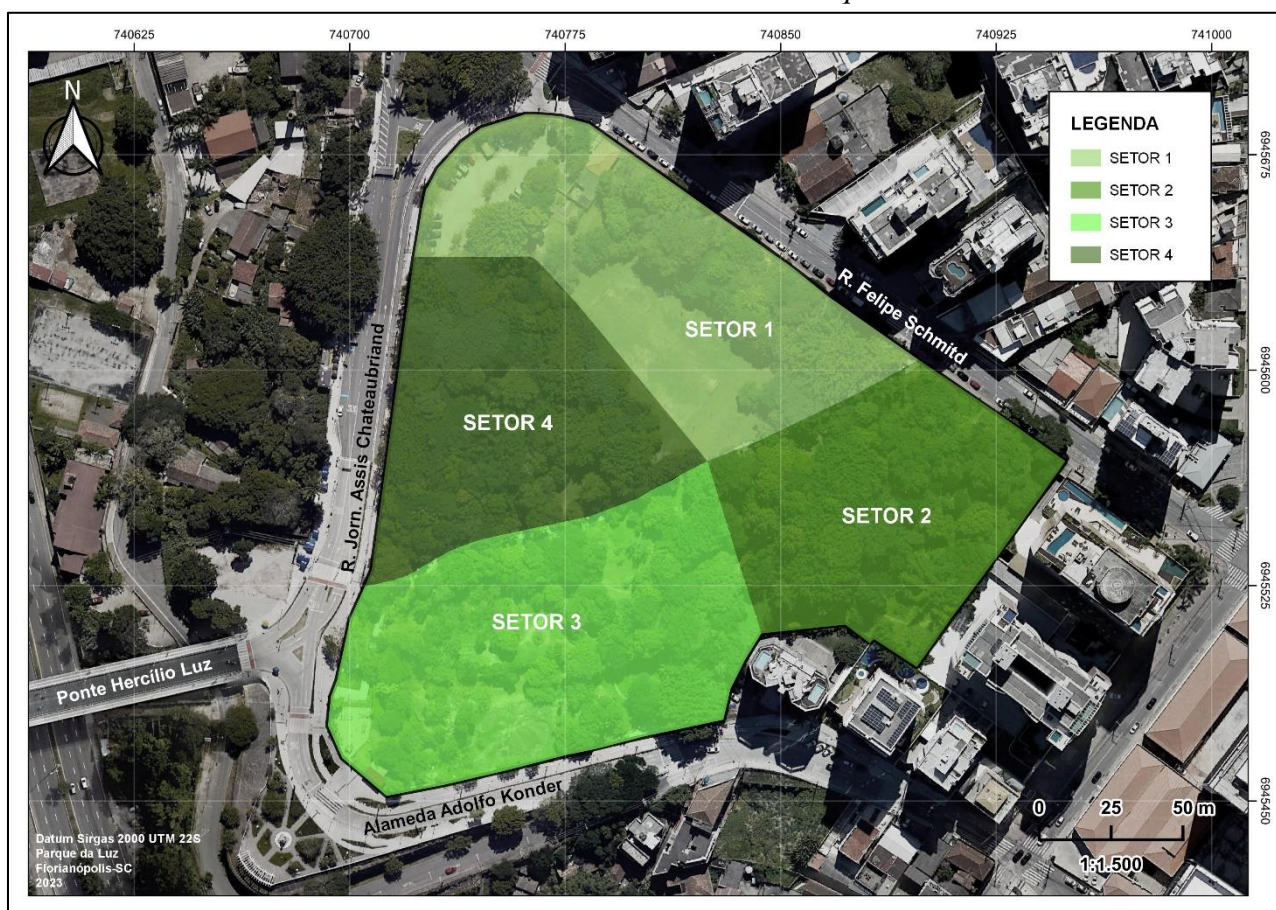 740625 740700 740775 740850 740925 741000
N
LEGENDA
SETOR 1
SETOR 2
SETOR 3
SETOR 4
6945675
R. Felipe Schmitd
SETOR 1
6945600
R. Jorn. Assis Chateaubriand
SETOR 4
SETOR 2
6945525
SETOR 3
Ponte Hercílio Luz
Alameda Adolfo Konder
6945450
0 25 50 m
1:1.500
Datum Sirgas 2000 UTM 22S
Parque da Luz
Florianópolis-SC
2023